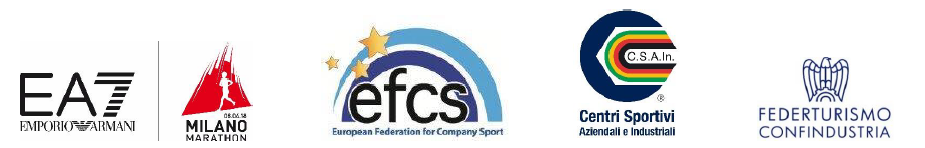 EA7
EMPORIO ARMANI
08.04.18
MILANO
MARATHON
efcs
European Federation for Company Sport
C.S.A.In.
®
Centri Sportivi
Aziendali e Industriali
FEDERTURISMO
CONFINDUSTRIA